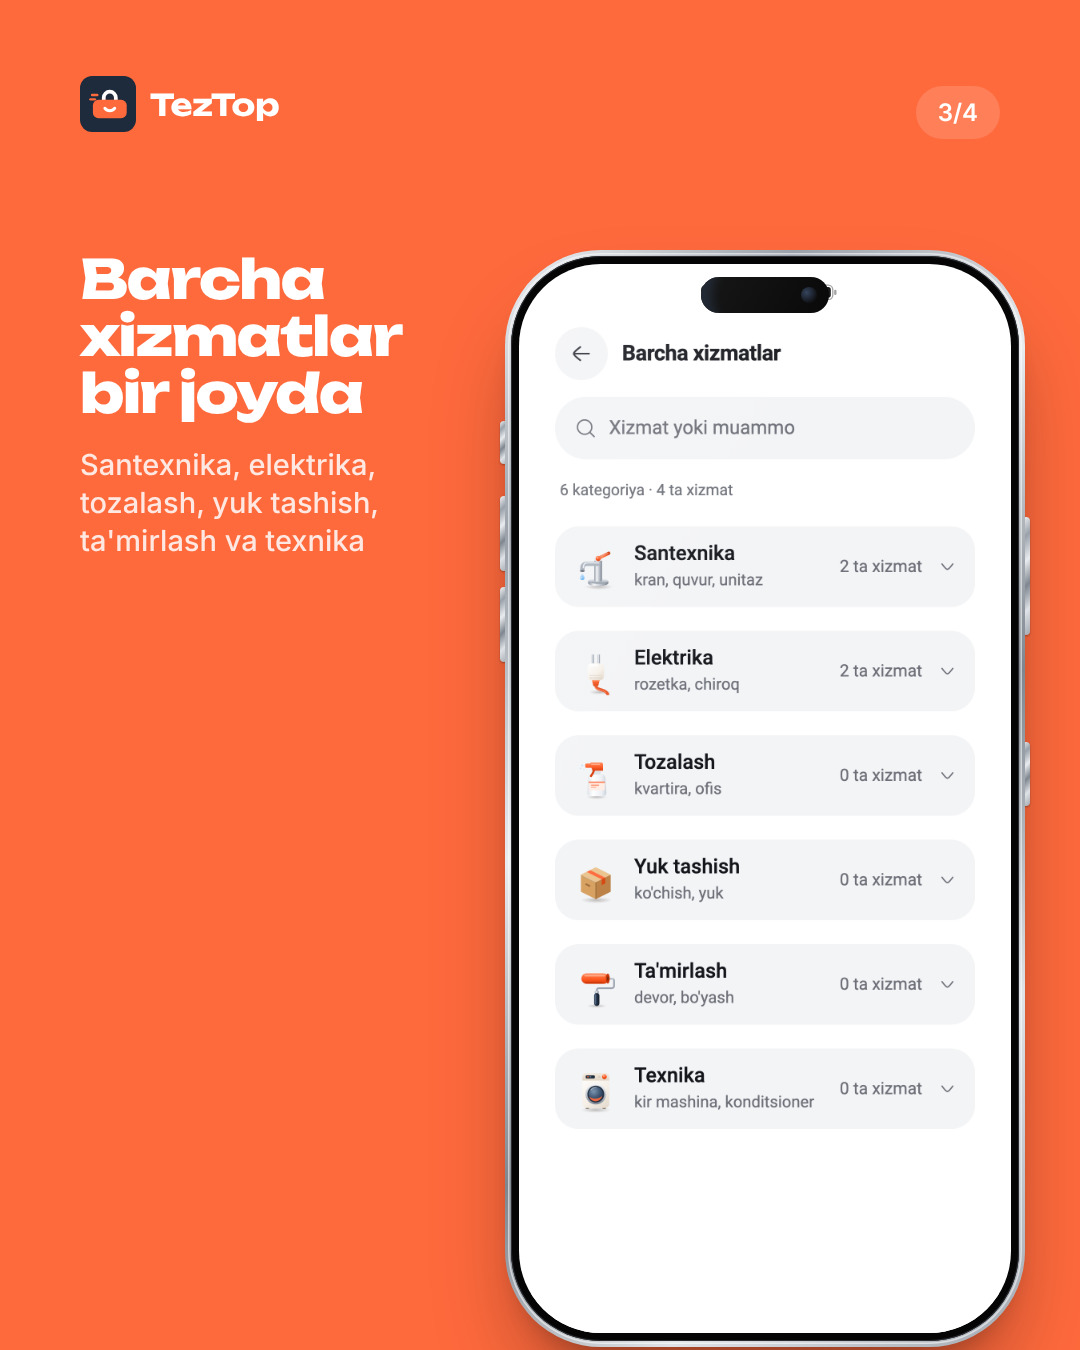 TezTop
3/4
Barcha
xizmatlar
bir joyda
Santexnika, elektrika,
tozalash, yuk tashish,
ta'mirlash va texnika
Barcha xizmatlar
Xizmat yoki muammo
6 kategoriya · 4 ta xizmat
Santexnika
kran, quvur, unitaz
2 ta xizmat
Elektrika
rozetka, chiroq
2 ta xizmat
Tozalash
kvartira, ofis
0 ta xizmat
Yuk tashish
ko'chish, yuk
0 ta xizmat
Ta'mirlash
devor, bo'yash
0 ta xizmat
Texnika
kir mashina, konditsioner
0 ta xizmat